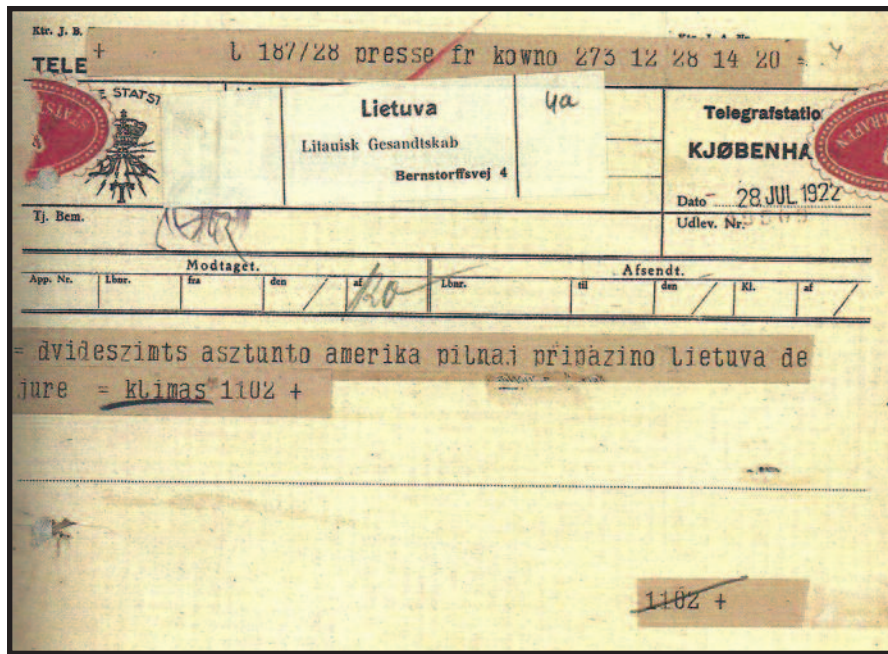 Ktr. J. B.
+ l 187/28 presse fr kowno 273 12 28 14 20 =
TELE
STATST
Lietuva
4a
Litauisk Gesandtskab
Bernstorffsvej 4
Telegrafstatio
KJØBENHA
Dato 28 JUL 1922
Tj. Bem.
Udlev. Nr.
Modtaget.
Afsendt.
App. Nr. Lbnr. fra den af Lbnr. til den Kl. af
= dvideszimts asztunto amerika pilnai pripazino lietuva de
jure = klimas 1102 +
1102 +